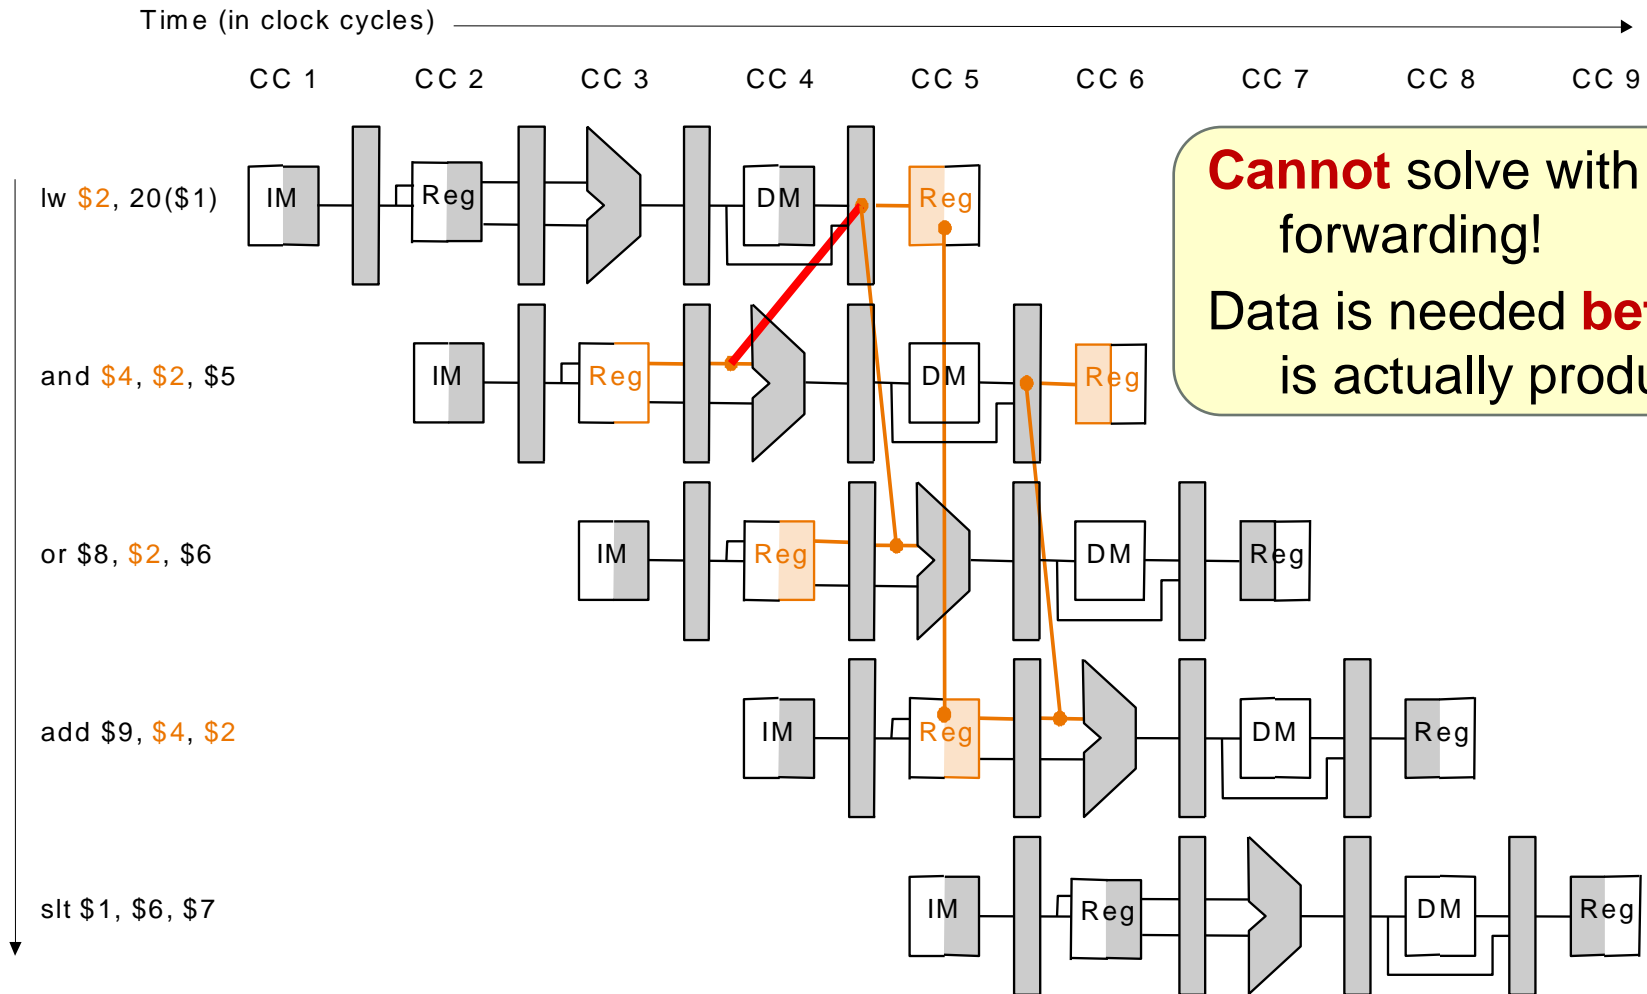 Time (in clock cycles)
CC 1 CC 2 CC 3 CC 4 CC 5 CC 6 CC 7 CC 8 CC 9
Cannot solve with
forwarding!
Data is needed
is actually
lw $2, 20($1) IM Reg DM Reg
and $4, $2, $5 IM Reg DM Reg
or $8, $2, $6 IM Reg DM Reg
add $9, $4, $2 IM Reg DM Reg
slt $1, $6, $7 IM Reg DM Reg